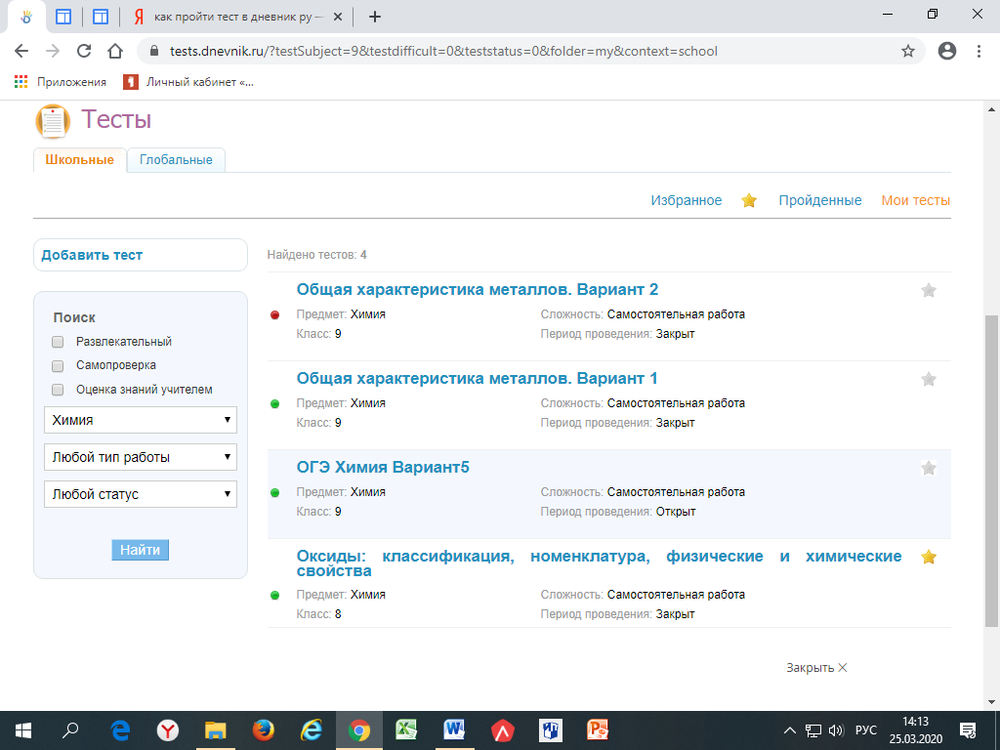 как пройти тест в дневник ру —
tests.dnevnik.ru/?testSubject=9&testdifficult=0&teststatus=0&folder=my&context=school
Приложения Личный кабинет «...
Тесты
Школьные Глобальные
Избранное Пройденные Мои тесты
Добавить тест
Найдено тестов: 4
Поиск
Развлекательный
Самопроверка
Оценка знаний учителем
Химия
Любой тип работы
Любой статус
Найти
Общая характеристика металлов. Вариант 2
Предмет: Химия Сложность: Самостоятельная работа
Класс: 9 Период проведения: Закрыт
Общая характеристика металлов. Вариант 1
Предмет: Химия Сложность: Самостоятельная работа
Класс: 9 Период проведения: Закрыт
ОГЭ Химия Вариант5
Предмет: Химия Сложность: Самостоятельная работа
Класс: 9 Период проведения: Открыт
Оксиды: классификация, номенклатура, физические и химические
свойства
Предмет: Химия Сложность: Самостоятельная работа
Класс: 8 Период проведения: Закрыт
Закрыть
РУС
14:13
25.03.2020